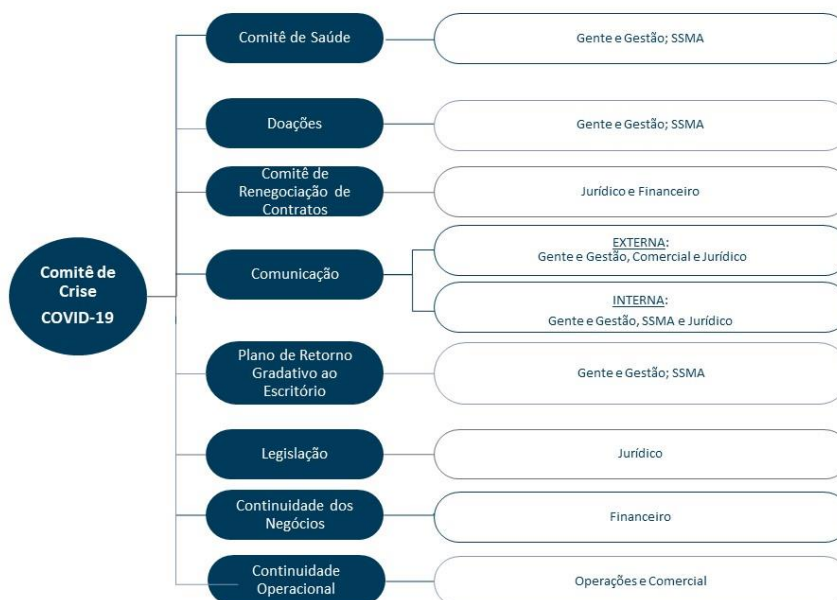 Comitê de
Crise
COVID-19
Comitê de Saúde
Gente e Gestão; SSMA
Doações
Gente e Gestão; SSMA
Comitê de
Renegociação de
Contratos
Jurídico e Financeiro
Comunicação
EXTERNA:
Gente e Gestão, Comercial e Jurídico
INTERNA:
Gente e Gestão, SSMA e Jurídico
Plano de Retorno
Gradativo ao
Escritório
Gente e Gestão; SSMA
Legislação
Jurídico
Continuidade dos
Negócios
Financeiro
Continuidade
Operacional
Operações e Comercial